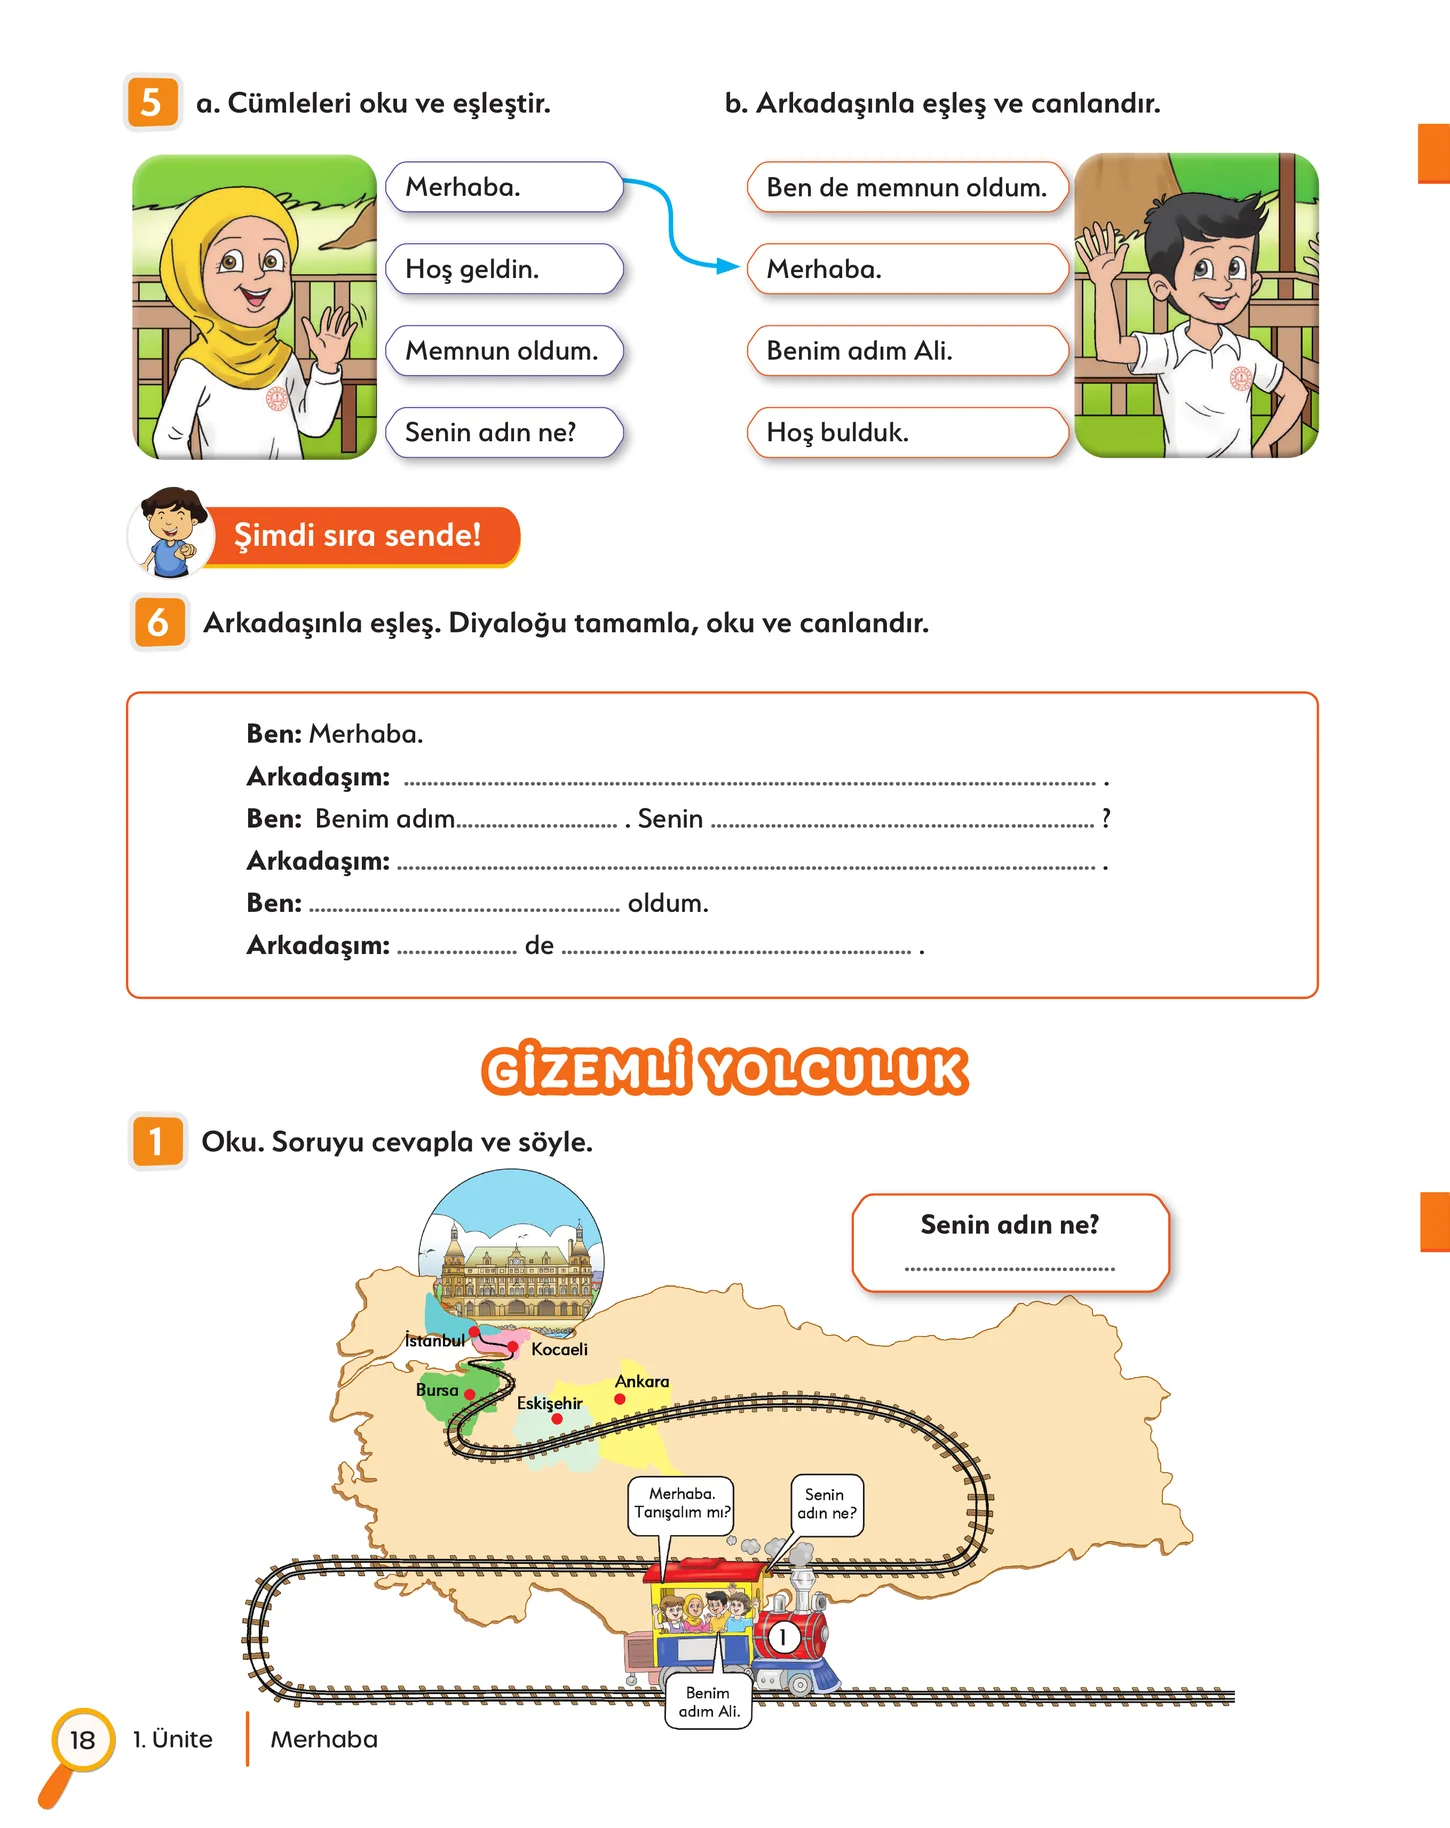 5 a. Cümleleri oku ve eşleştir.
b. Arkadaşınla eşleş ve canlandır.
Merhaba.
Hoş geldin.
Memnun oldum.
Senin adın ne?
Ben de memnun oldum.
Merhaba.
Benim adım Ali.
Hoş bulduk.
Şimdi sıra sende!
6 Arkadaşınla eşleş. Diyaloğu tamamla, oku ve canlandır.
Ben: Merhaba.
Arkadaşım: .......................................................... .
Ben: Benim adım........................... . Senin ................................................................ ?
Arkadaşım: .......................................................... .
Ben: .................................................... oldum.
Arkadaşım: .................... de .......................................................... .
GİZEMLİ YOLCULUK
1 Oku. Soruyu cevapla ve söyle.
Senin adın ne?
...................................
İstanbul
Kocaeli
Bursa
Eskişehir
Ankara
Merhaba.
Tanışalım mı?
Senin
adın ne?
1
Benim
adım Ali.
18 1. Ünite Merhaba